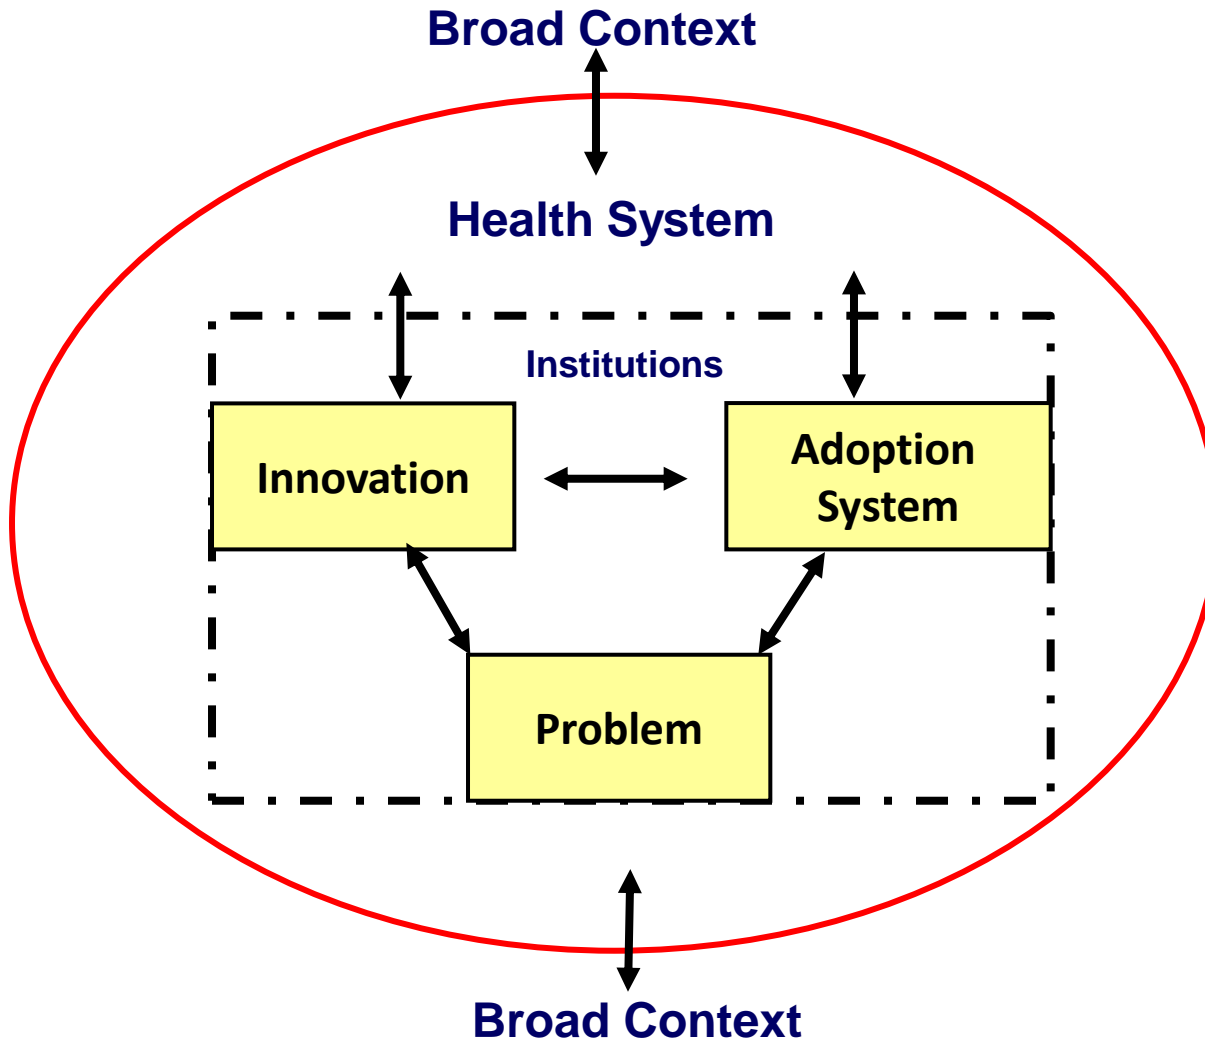 Broad Context
Health System
Institutions
Innovation
Adoption
System
Problem
Broad Context